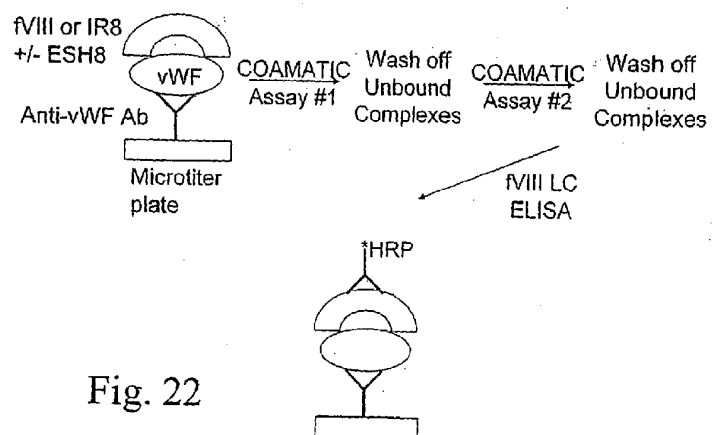 fVIII or IR8
+/- ESH8
vWF
Anti-vWF Ab
Microtiter
plate
COAMATIC
Assay #1
Wash off
Unbound
Complexes
COAMATIC
Assay #2
Wash off
Unbound
Complexes
fVIII LC
ELISA
*HRP
Fig. 22